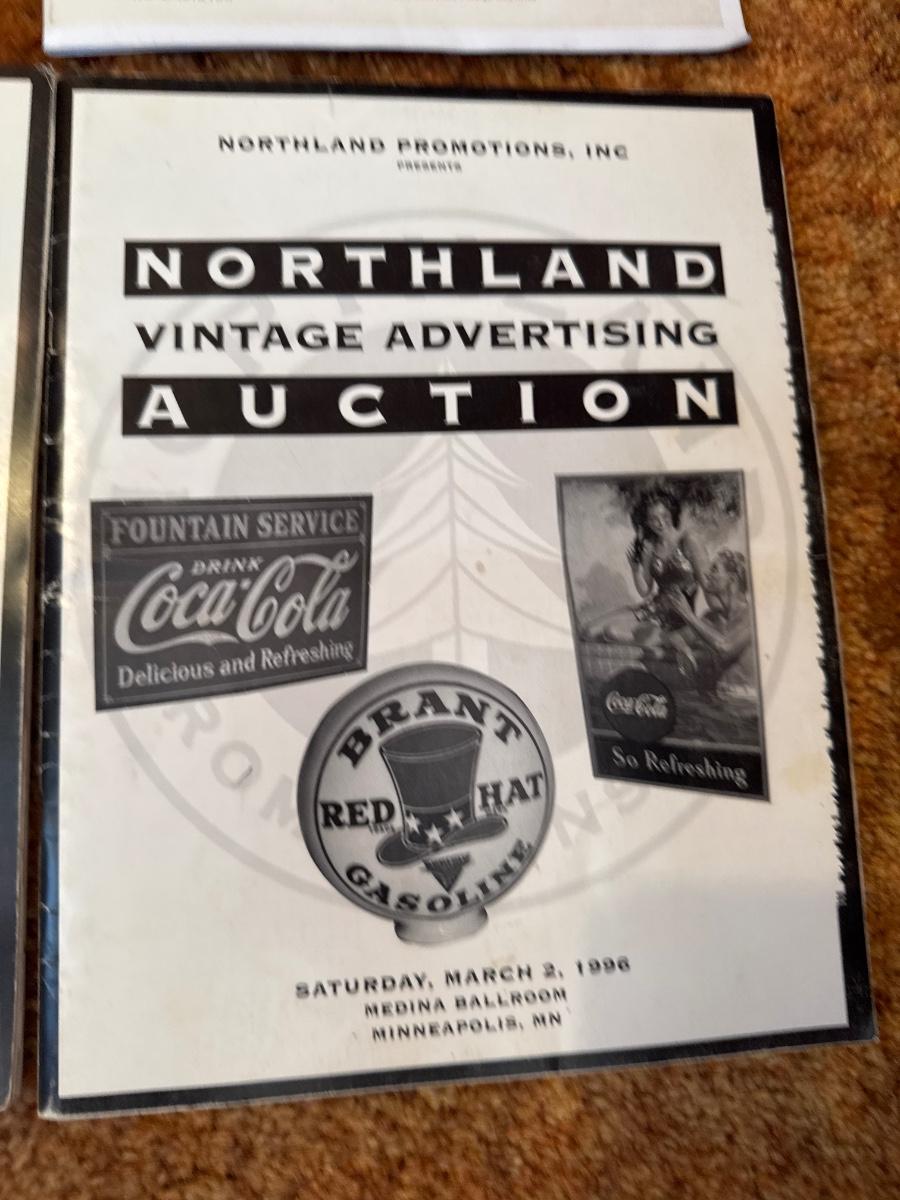 NORTHLAND PROMOTIONS, INC
PRESENTS
NORTHLAND
VINTAGE ADVERTISING
AUCTION
FOUNTAIN SERVICE
DRINK
Coca-Cola
Delicious and Refreshing
Coca-Cola
So Refreshing
BRANT
RED HAT
GASOLINE
SATURDAY, MARCH 2, 1996
MEDINA BALLROOM
MINNEAPOLIS, MN